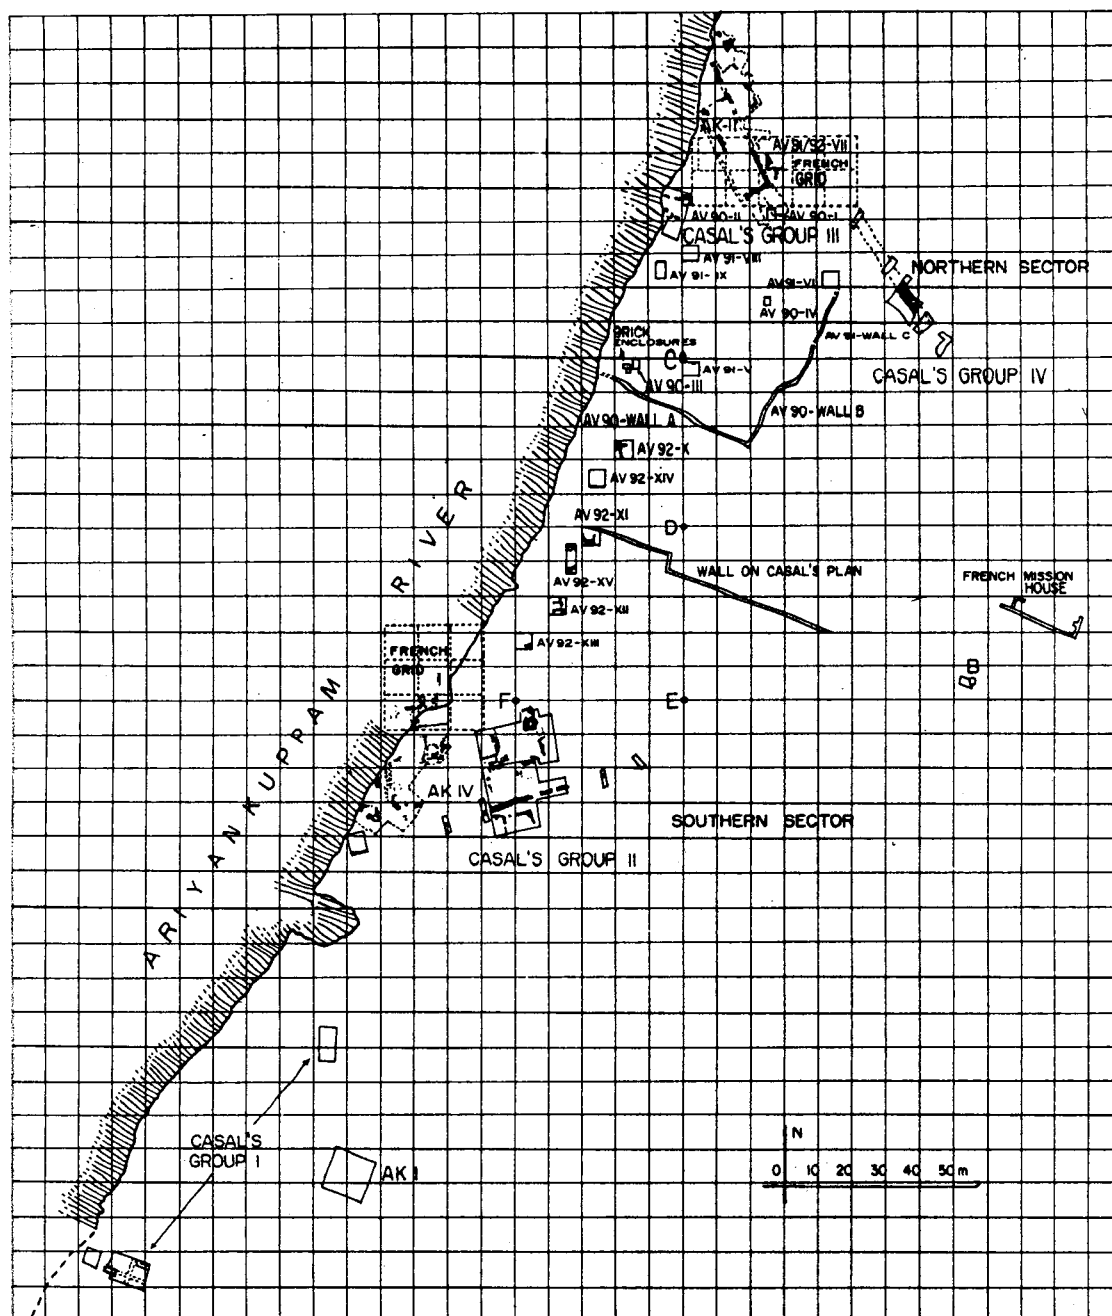 AK-II
AV 91/92-VII
FRENCH
GRID
AV 90-II
AV 90-I
CASAL'S GROUP III
AV 91-VIII
AV 91-IX
NORTHERN SECTOR
AV91-VI
AV 90-IV
BRICK
ENCLOSURES
AV 91-WALL C
C
AV 91-V
AV 90-III
CASAL'S GROUP IV
AV 90-WALL A
AV 90-WALL B
AV 92-X
AV 92-XIV
AV 92-XI
D
WALL ON CASAL'S PLAN
FRENCH MISSION
HOUSE
AV 92-XV
AV 92-XII
AV 92-XIII
FRENCH
GRID
I
F
E
AK IV
SOUTHERN SECTOR
CASAL'S GROUP II
ARIYANKUPPAM RIVER
CASAL'S
GROUP I
AK I
N
0 10 20 30 40 50 m